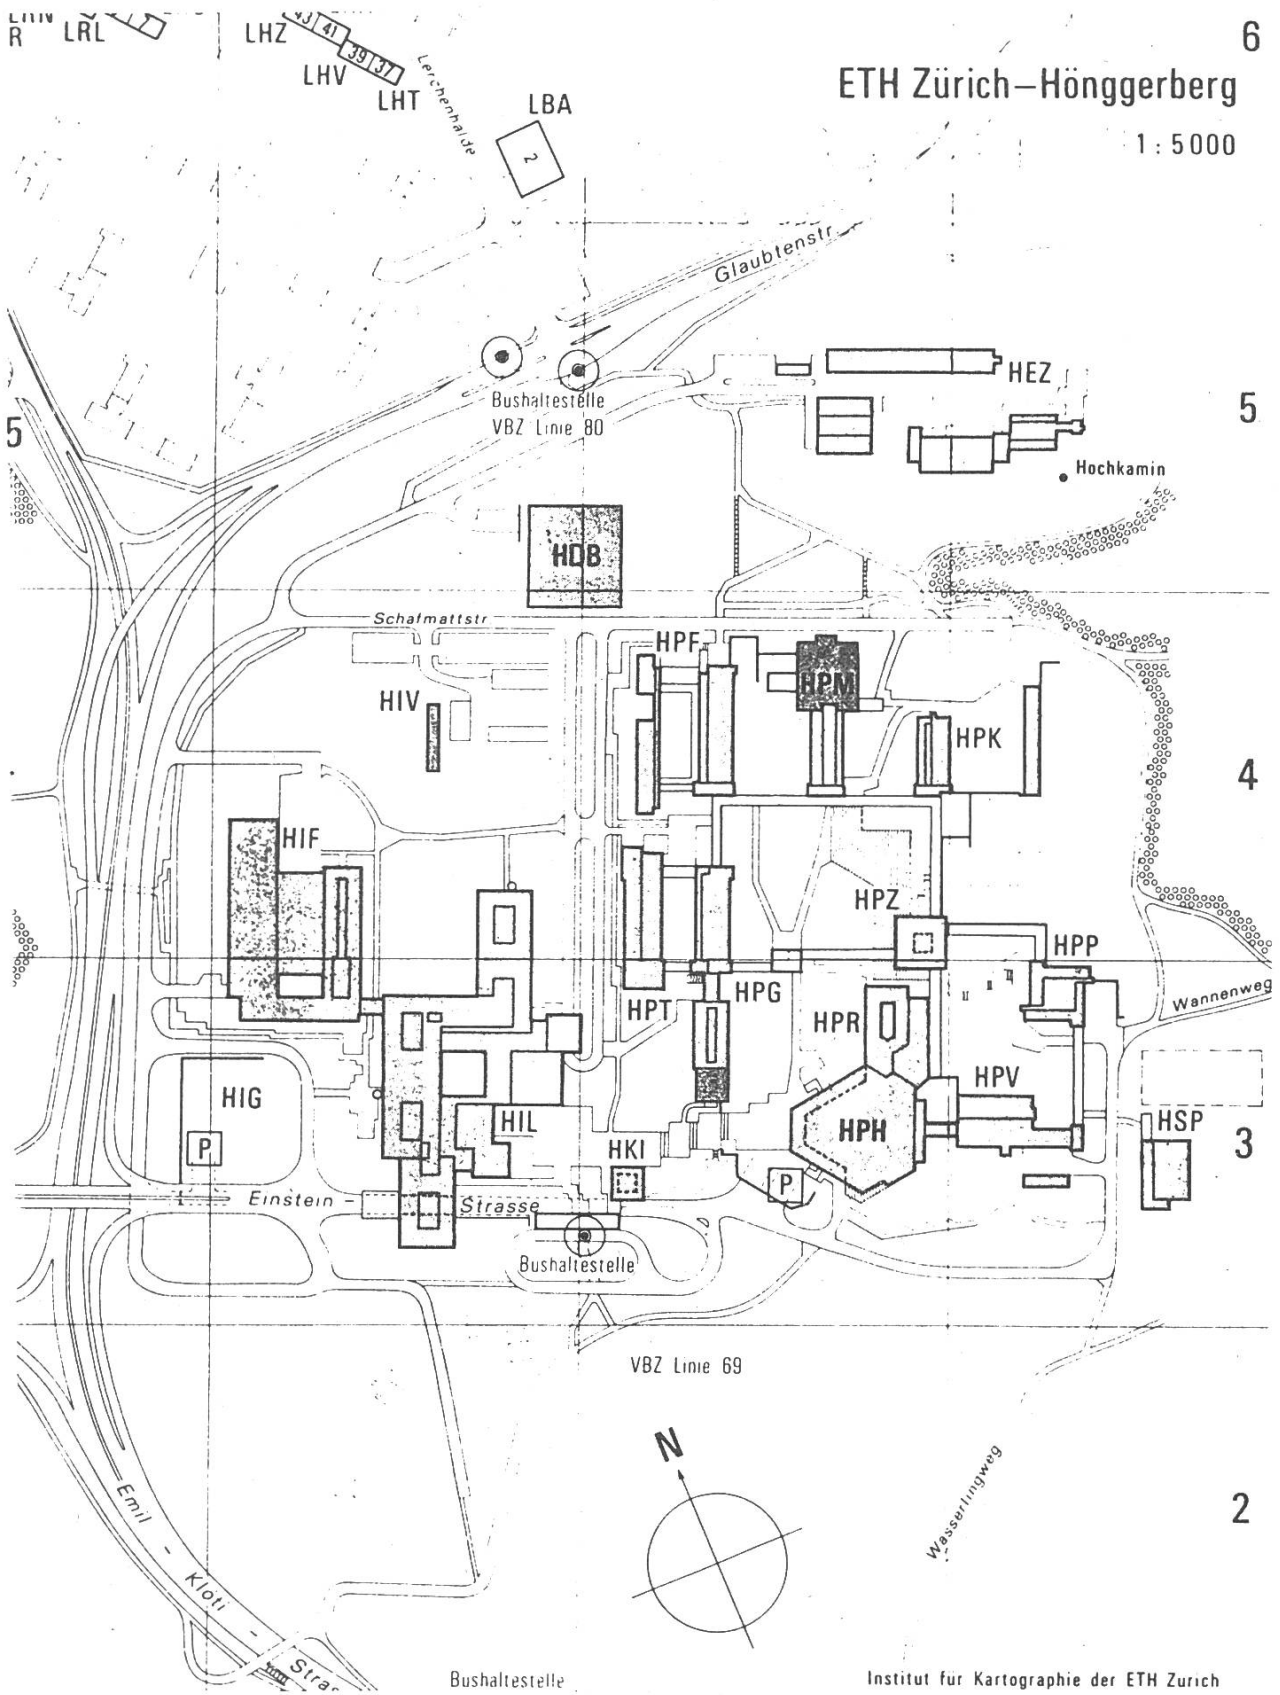 R
LRL
LHZ
41
39
37
LHV
LHT
Lerchenhalde
LBA
2
6
ETH Zürich–Hönggerberg
1 : 5000
Glaubtenstr.
Bushaltestelle
VBZ Linie 80
HEZ
5
5
Hochkamin
HDB
Schafmattstr
HPF
HPM
HIV
HPK
4
HIF
HPZ
HPP
HPT
HPG
HPR
Wannenweg
HIG
HPV
HIL
HSP
P
HKI
HPH
3
P
Einstein
Strasse
Bushaltestelle
VBZ Linie 69
N
Wasserlingweg
2
Emil - Klöti -
Bushaltestelle
Institut für Kartographie der ETH Zürich